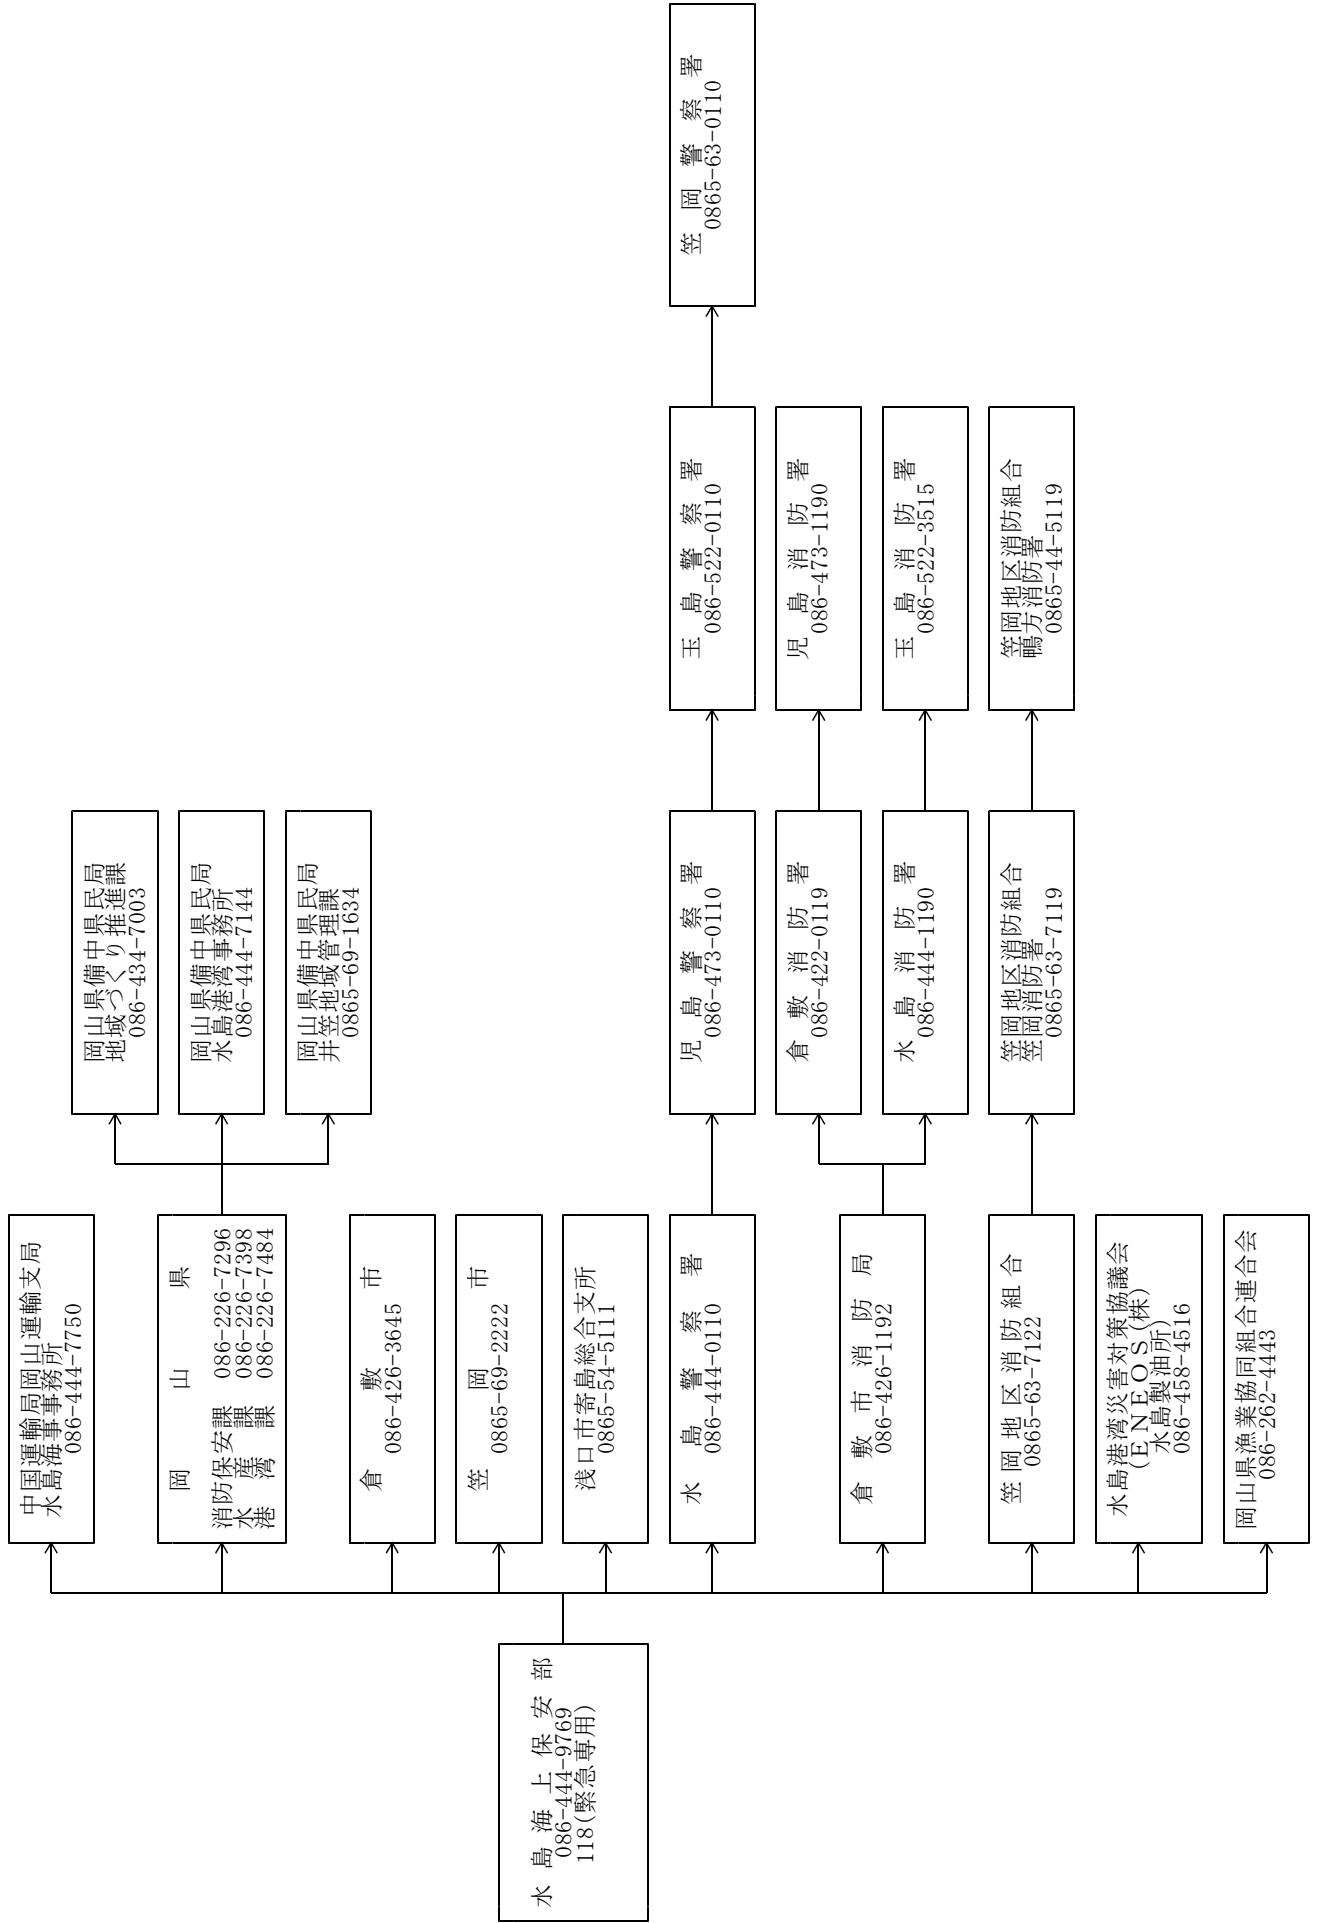 水島海上保安部
086-444-9769
118(緊急専用)
中国運輸局岡山運輸支局
水島海事事務所
086-444-7750
岡山県
消防保安課 086-226-7296
水産課 086-226-7398
港湾課 086-226-7484
岡山県備中県民局
地域づくり推進課
086-434-7003
岡山県備中県民局
水島港湾事務所
086-444-7144
岡山県備中県民局
井笠地域管理課
0865-69-1634
倉敷市
086-426-3645
笠岡市
0865-69-2222
浅口市寄島総合支所
0865-54-5111
水島警察署
086-444-0110
児島警察署
086-473-0110
玉島警察署
086-522-0110
笠岡警察署
0865-63-0110
倉敷市消防局
086-426-1192
倉敷消防署
086-422-0119
児島消防署
086-473-1190
水島消防署
086-444-1190
玉島消防署
086-522-3515
笠岡地区消防組合
0865-63-7122
笠岡地区消防組合
笠岡消防署
0865-63-7119
笠岡地区消防組合
鴨方消防署
0865-44-5119
水島港湾災害対策協議会
(ENEOS(株)
水島製油所)
086-458-4516
岡山県漁業協同組合連合会
086-262-4443